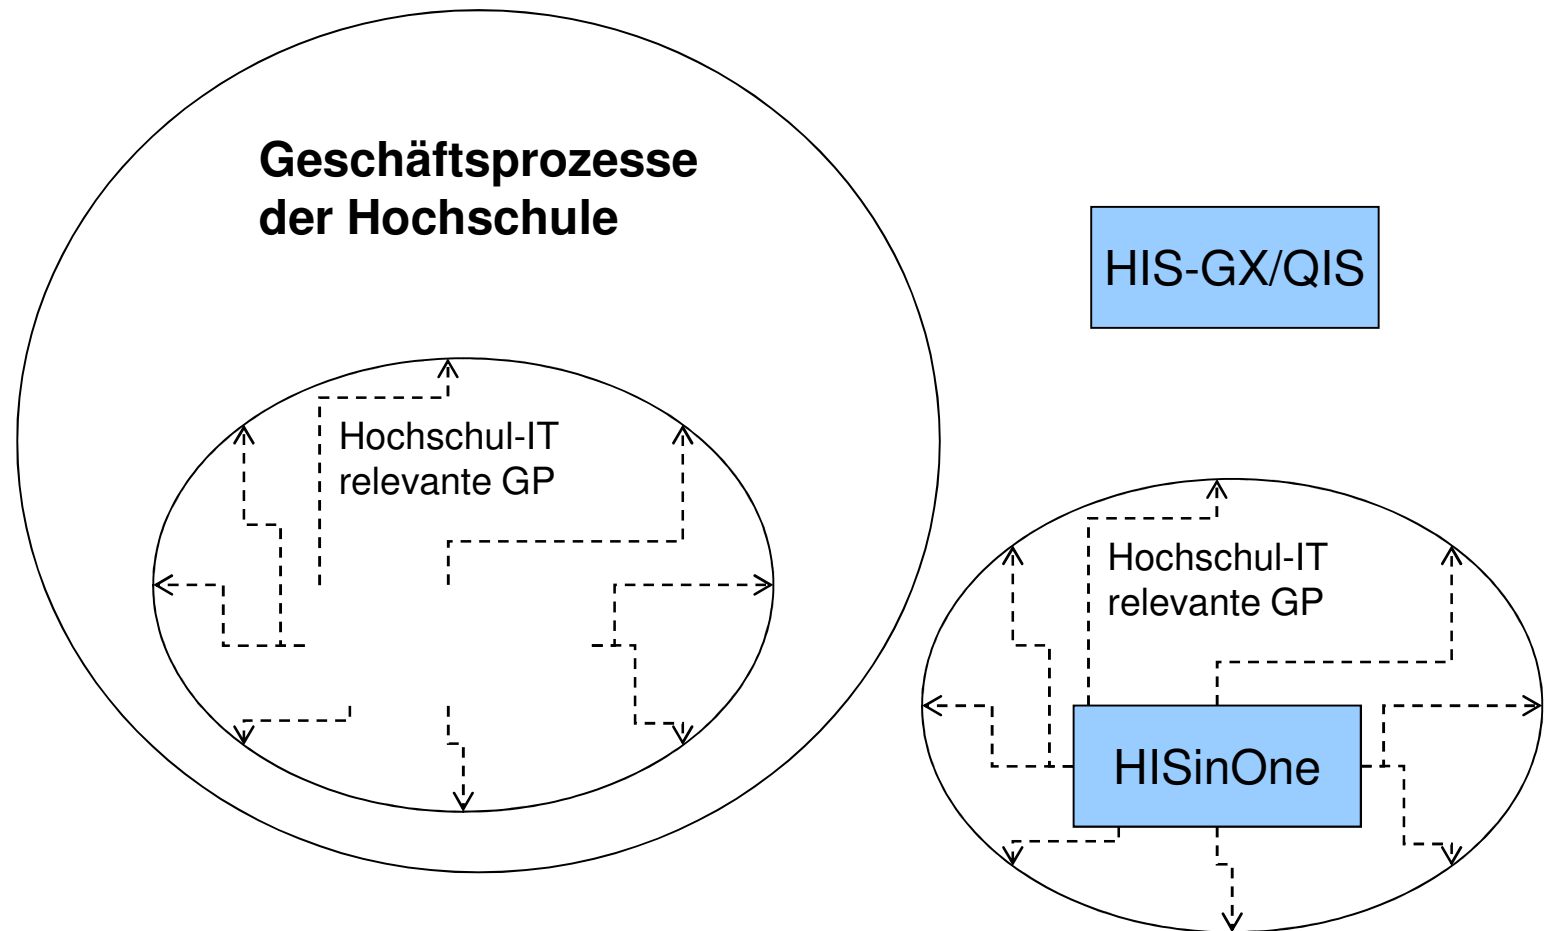 Geschäftsprozesse
der Hochschule
HIS-GX/QIS
Hochschul-IT
relevante GP
Hochschul-IT
relevante GP
HISinOne